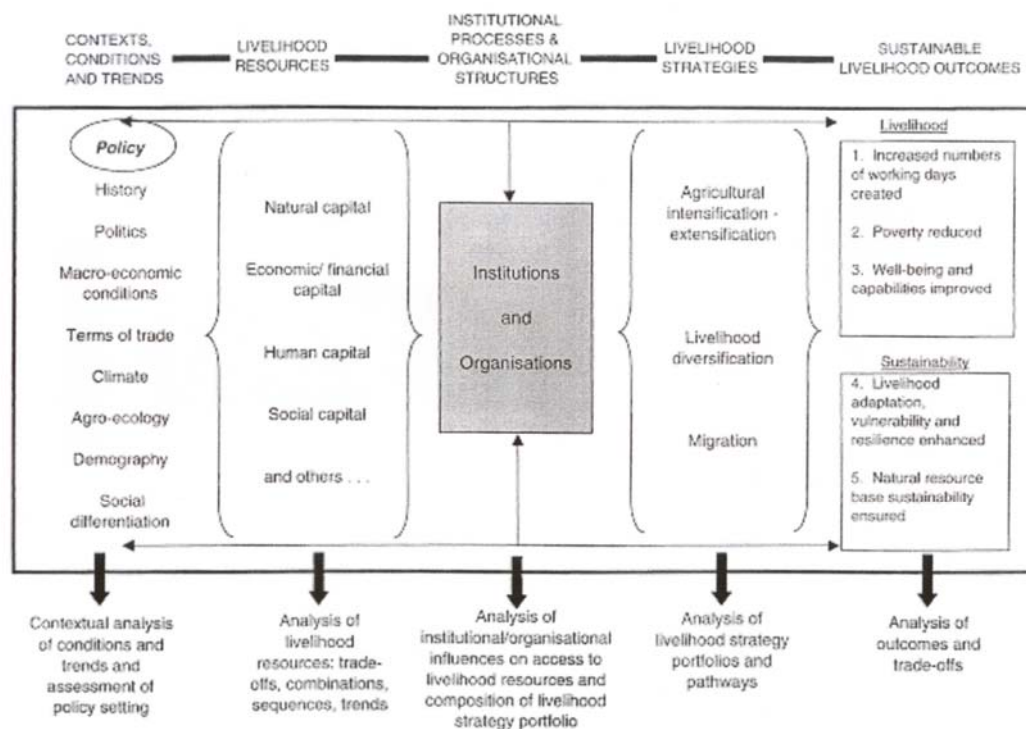 CONTEXTS,
CONDITIONS
AND TRENDS
LIVELIHOOD
RESOURCES
INSTITUTIONAL
PROCESSES &
ORGANISATIONAL
STRUCTURES
LIVELIHOOD
STRATEGIES
SUSTAINABLE
LIVELIHOOD OUTCOMES
Policy
History
Politics
Macro-economic
conditions
Terms of trade
Climate
Agro-ecology
Demography
Social
differentiation
Natural capital
Economic/ financial
capital
Human capital
Social capital
and others . . .
Institutions
and
Organisations
Agricultural
intensification -
extensification
Livelihood
diversification
Migration
Livelihood
1. Increased numbers
of working days
created
2. Poverty reduced
3. Well-being and
capabilities improved
Sustainability
4. Livelihood
adaptation,
vulnerability and
resilience enhanced
5. Natural resource
base sustainability
ensured
Contextual analysis
of conditions and
trends and
assessment of
policy setting
Analysis of
livelihood
resources: trade-
offs, combinations,
sequences, trends
Analysis of
institutional/organisational
influences on access to
livelihood resources and
composition of livelihood
strategy portfolio
Analysis of
livelihood strategy
portfolios and
pathways
Analysis of
outcomes and
trade-offs